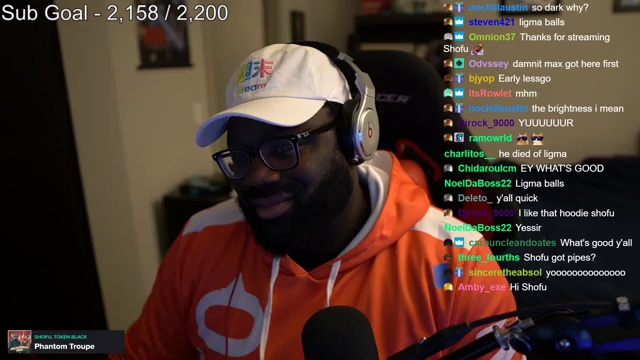 Sub Goal - 2,158 / 2,200
nochillaustin so dark why?
steven421 ligma balls
Omnion37 Thanks for streaming
Shofu
Odvssey damnit max got here first
bjyop Early lessgo
ItsRowlet mhm
nochillaustin the brightness i mean
YUUUUUUR
ramowrld
charlitos__ he died of ligma
Chidaroulcm EY WHAT'S GOOD
NoelDaBoss22 Ligma balls
Deleto_ y'all quick
I like that hoodie shofu
NoelDaBoss22 Yessir
What's good y'all
three_fourths Shofu got pipes?
sinceretheabsol yoooooooooooooo
Amby_exe Hi Shofu
SHOFU, TOKEN BLACK
Phantom Troupe